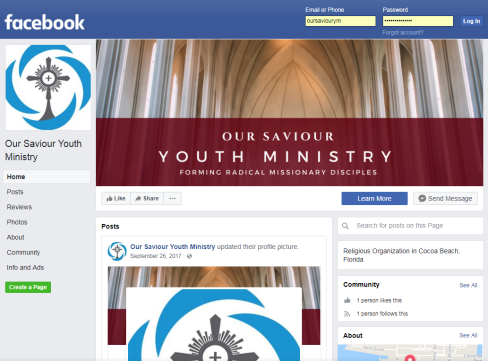 facebook
Email or Phone
Password
oursaviourym
••••••••••••••
Log In
Forgot account?
OUR SAVIOUR
YOUTH MINISTRY
FORMING RADICAL MISSIONARY DISCIPLES
Our Saviour Youth
Ministry
Home
Posts
Reviews
Photos
About
Community
Info and Ads
Create a Page
Like
Share
Learn More
Send Message
Posts
Our Saviour Youth Ministry updated their profile picture.
September 26, 2017
Search for posts on this Page
Religious Organization in Cocoa Beach,
Florida
Community
See All
1 person likes this
1 person follows this
About
See All